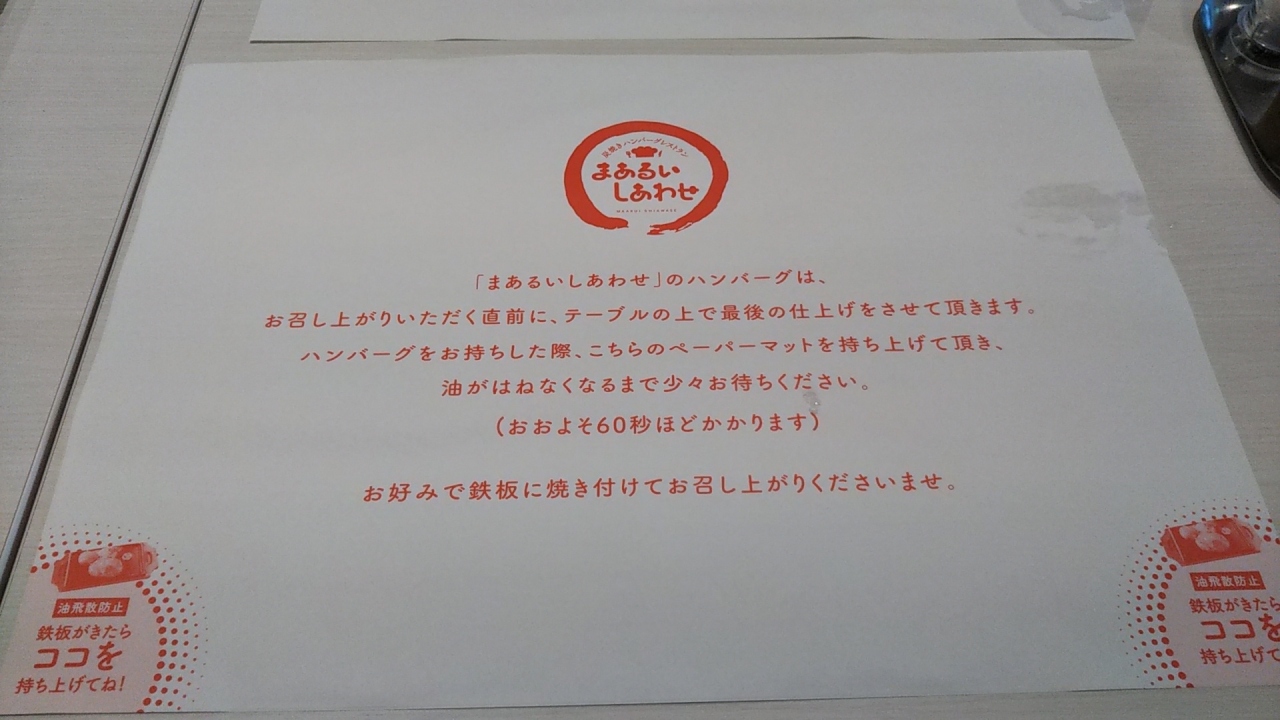 炭焼きハンバーグレストラン
まあるい
しあわせ
MAARUI SHIAWASE
「まあるいしあわせ」のハンバーグは、
お召し上がりいただく直前に、テーブルの上で最後の仕上げをさせて頂きます。
ハンバーグをお持ちした際、こちらのペーパーマットを持ち上げて頂き、
油がはねなくなるまで少々お待ちください。
(おおよそ60秒ほどかかります)
お好みで鉄板に焼き付けてお召し上がりくださいませ。
油飛散防止
鉄板がきたら
ココを
持ち上げてね!
油飛散防止
鉄板がきたら
ココを
持ち上げて